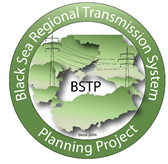 Black Sea Regional Transmission System
BSTP
Since 2004
Planning Project